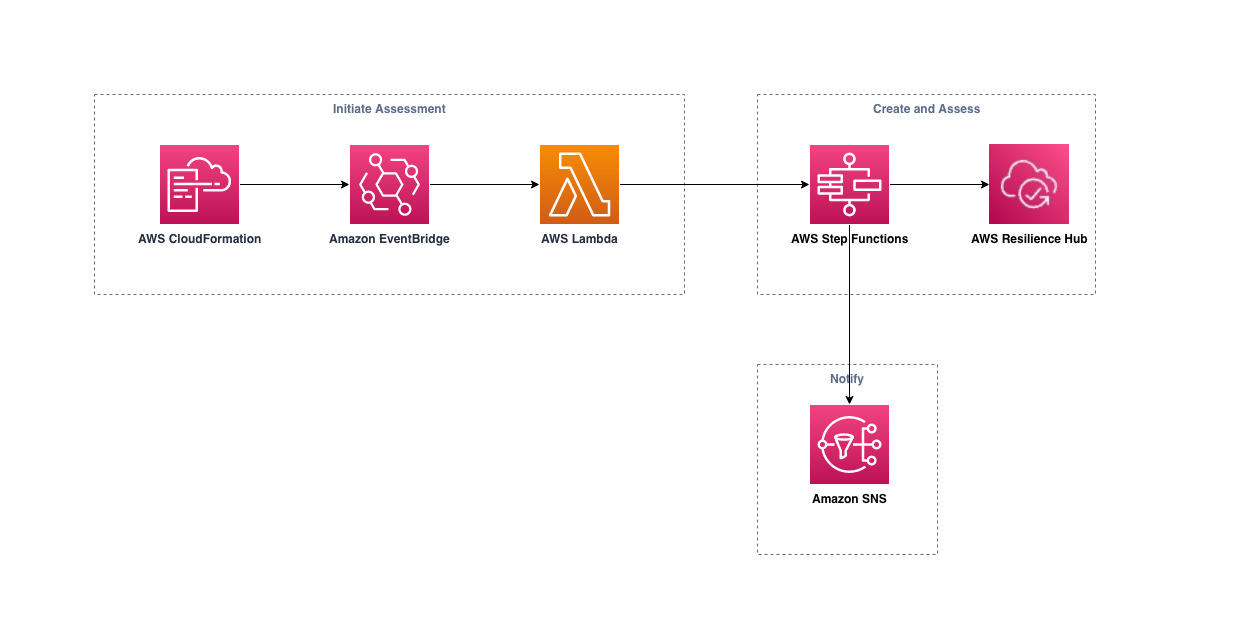 Initiate Assessment
AWS CloudFormation
Amazon EventBridge
AWS Lambda
Create and Assess
AWS Step Functions
AWS Resilience Hub
Notify
Amazon SNS